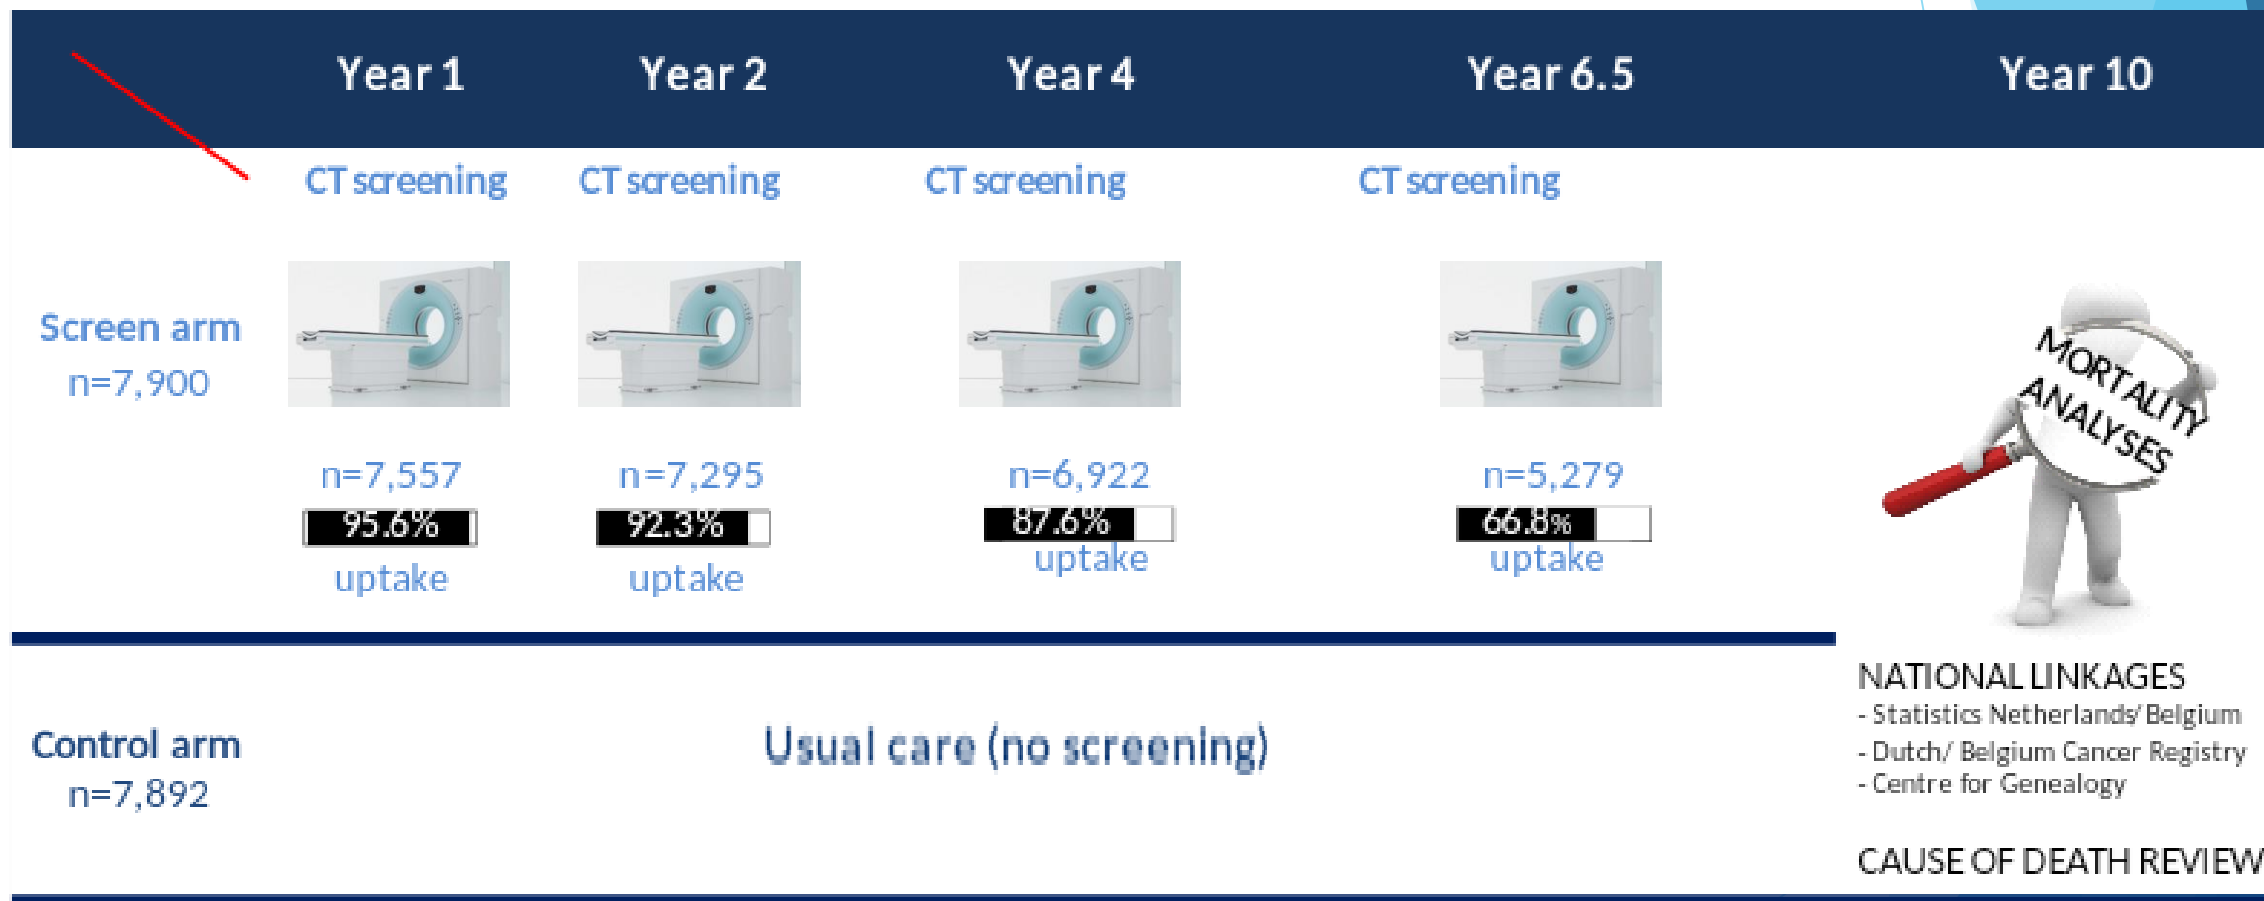 Year 1 Year 2 Year 4 Year 6.5 Year 10
CT screening CT screening CT screening CT screening
Screen arm
n=7,900
n=7,557 n=7,295 n=6,922 n=5,279
95.6% 92.3% 87.6% 66.8%
uptake uptake uptake uptake
MORTALITY
ANALYSES
Control arm
n=7,892
Usual care (no screening)
NATIONAL LINKAGES
- Statistics Netherlands/ Belgium
- Dutch/ Belgium Cancer Registry
- Centre for Genealogy
CAUSE OF DEATH REVIEW